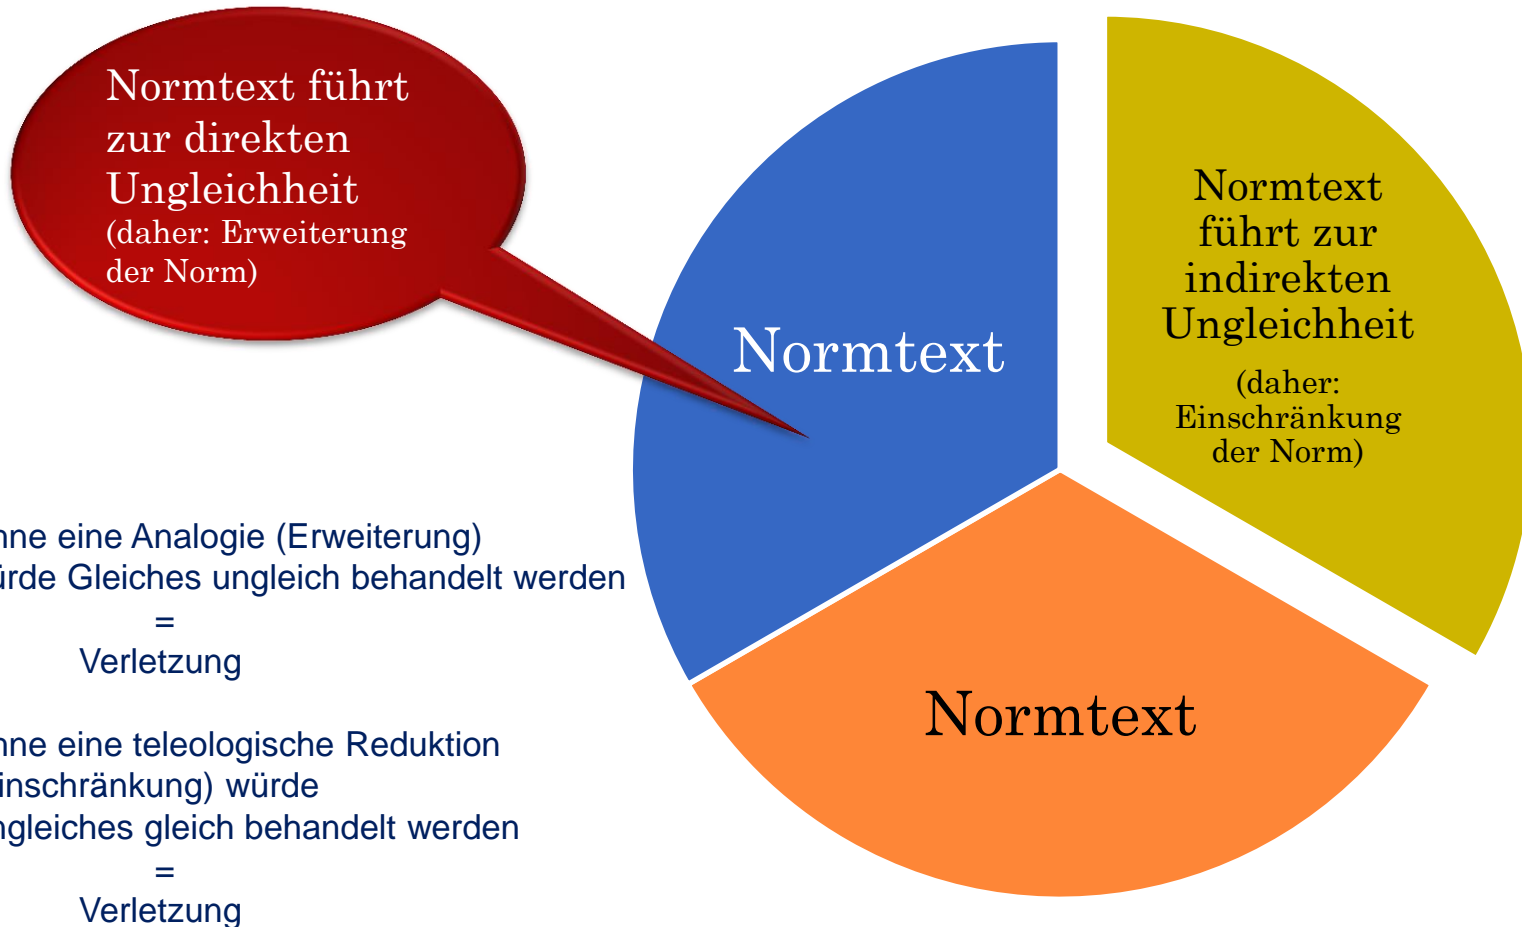 Normtext führt
zur direkten
Ungleichheit
(daher: Erweiterung
der Norm)
Normtext
führt zur
indirekten
Ungleichheit
(daher:
Einschränkung
der Norm)
Normtext
Normtext
hne eine Analogie (Erweiterung)
ürde Gleiches ungleich behandelt werden
=
Verletzung
hne eine teleologische Reduktion
inschränkung) würde
ngleiches gleich behandelt werden
=
Verletzung